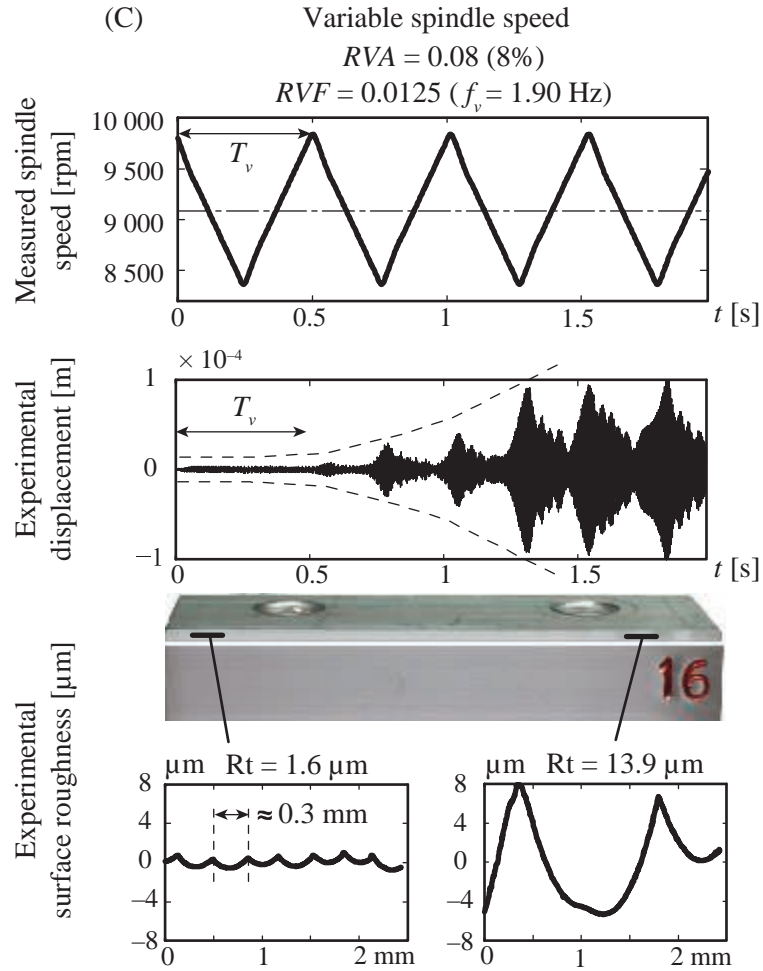 (C) Variable spindle speed
RVA = 0.08 (8%)
RVF = 0.0125 (f_v = 1.90 Hz)
Measured spindle
speed [rpm]
10 000
9 500
9 000
8 500
T_v
0 0.5 1 1.5 t [s]
Experimental
displacement [m]
× 10⁻⁴
1
0
−1
T_v
0 0.5 1 1.5 t [s]
16
Experimental
surface roughness [µm]
µm Rt = 1.6 µm
8
4
0
−4
−8
≈ 0.3 mm
0 1 2 mm
µm Rt = 13.9 µm
8
4
0
−4
−8
0 1 2 mm